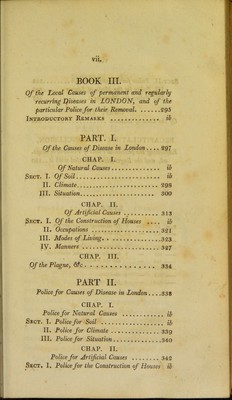 vii.
BOOK III.
Of the Local Causes of permanent and regularly
recurring Diseases in LONDON, and of the
particular Police for their Removal.......295
INTRODUCTORY REMARKS .............. ib
PART. I.
Of the Causes of Disease in London.... 297
CHAP. I.
Of Natural Causes.............. ib
SECT. I. Of Soil........................ ib
II. Climate........................ 298
III. Situation.................. 300
CHAP. II.
Of Artificial Causes .......... 313
SECT. I. Of the Construction of Houses .... ib
II. Occupations .................. 321
III. Modes of Living................ 323
IV. Manners .................... 327
CHAP. III.
Of the Plague, &c. ................ 334
PART II.
Police for Causes of Disease in London....338
CHAP. I.
Police for Natural Causes ............ ib
SECT. I. Police for Soil .................. ib
II. Police for Climate .............. 339
III. Police for Situation..............340
CHAP. II.
Police for Artificial Causes ........ 342
SECT. I. Police for the Construction of Houses ib